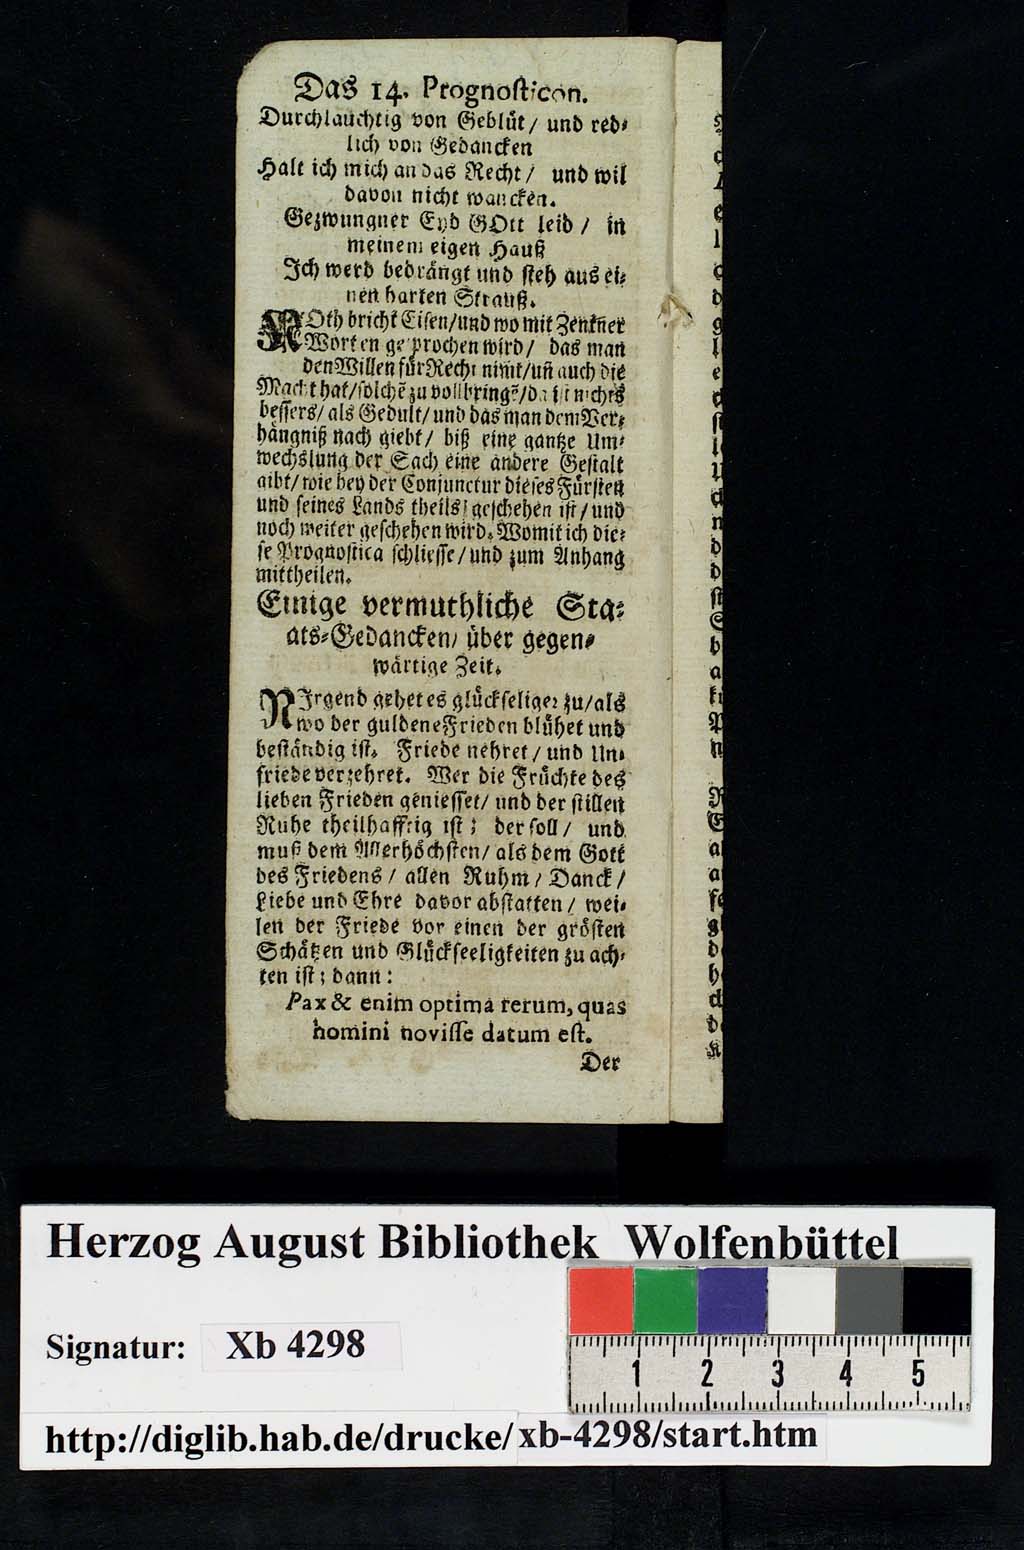 Das 14. Prognosticon.
Durchlauchtig von Geblüt / und red-
lich von Gedancken
Halt ich mich an das Recht / und wil
davon nicht wancken.
Gezwungner Eyd GOtt leid / in
meinem eigen Hauß
Ich werd bedrängt und steh aus ei-
nen harten Strauß.
NOth bricht Eisen / und wo mit Zentner
Worten gesprochen wird / das man
den Willen für Recht nimt / uñ auch die
Macht hat / solchẽ zu vollbringẽ / da ist nichts
bessers / als Gedult / und das man dem Ver-
hängniß nach giebt / biß eine gantze Um-
wechslung der Sach eine andere Gestalt
gibt / wie bey der Conjunctur dieses Fürsten
und seines Lands theils geschehen ist / und
noch weiter geschehen wird. Womit ich die-
se Prognostica schliesse / und zum Anhang
mittheilen.
Einige vermuthliche Sta-
ats-Gedancken / über gegen-
wärtige Zeit.
NIrgend gehet es glückseliger zu / als
wo der guldene Frieden blühet und
beständig ist. Friede nehret / und Un-
friede verzehret. Wer die Früchte des
lieben Frieden geniesset / und der stillen
Ruhe theilhafftig ist ; der soll / und
muß dem Allerhöchsten / als dem Gott
des Friedens / allen Ruhm / Danck /
Liebe und Ehre davor abstatten / wei-
len der Friede vor einen der grösten
Schätzen und Glückseeligkeiten zu ach-
ten ist ; dann :
Pax & enim optima rerum, quas
homini novisse datum est.
Der
Herzog August Bibliothek Wolfenbüttel
Signatur: Xb 4298
1 2 3 4 5
http://diglib.hab.de/drucke/xb-4298/start.htm